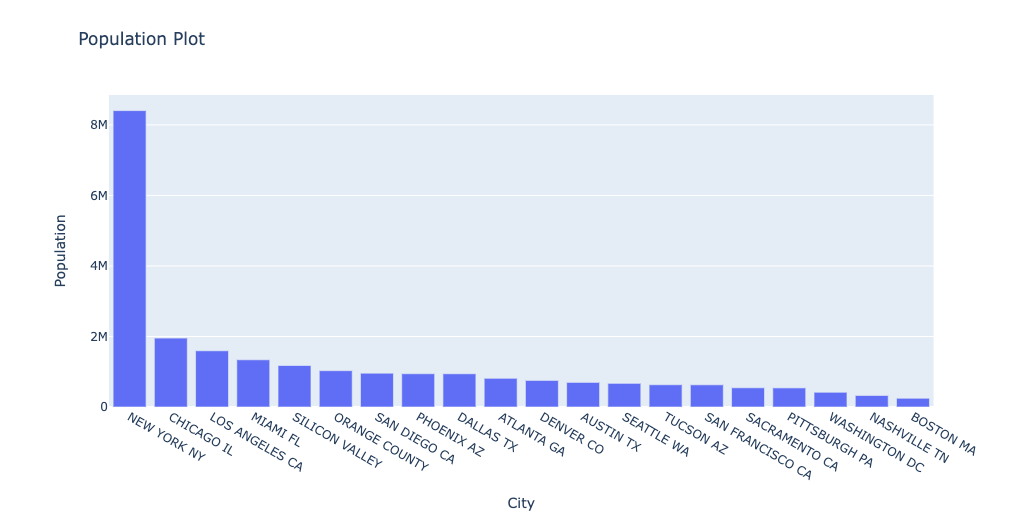 Population Plot
Population
8M
6M
4M
2M
0
NEW YORK NY
CHICAGO IL
LOS ANGELES CA
MIAMI FL
SILICON VALLEY
ORANGE COUNTY
SAN DIEGO CA
PHOENIX AZ
DALLAS TX
ATLANTA GA
DENVER CO
AUSTIN TX
SEATTLE WA
TUCSON AZ
SAN FRANCISCO CA
SACRAMENTO CA
PITTSBURGH PA
WASHINGTON DC
NASHVILLE TN
BOSTON MA
City